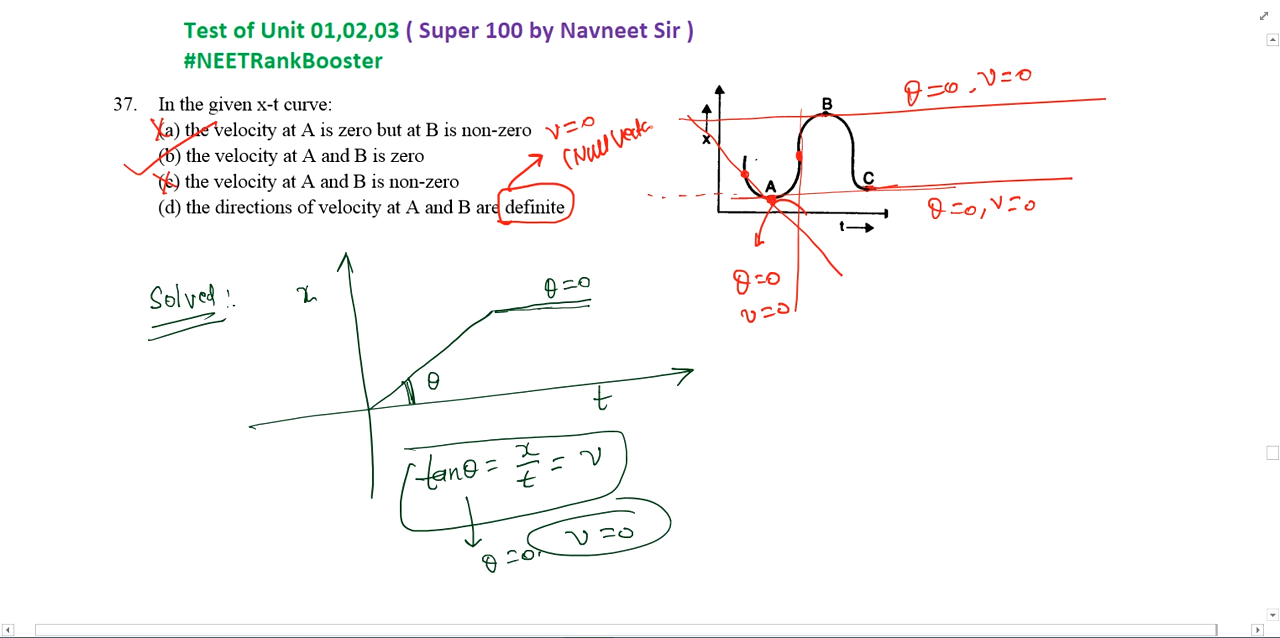 Test of Unit 01,02,03 ( Super 100 by Navneet Sir )
#NEETRankBooster
37. In the given x-t curve:
(a) the velocity at A is zero but at B is non-zero
(b) the velocity at A and B is zero
(c) the velocity at A and B is non-zero
(d) the directions of velocity at A and B are definite
v=0
(Null Vect
θ=0, v=0
B
x
A
C
t
θ=0, v=0
θ=0
v=0
Solved:
x
θ=0
θ
t
tanθ = x/t = v
θ=0, v=0